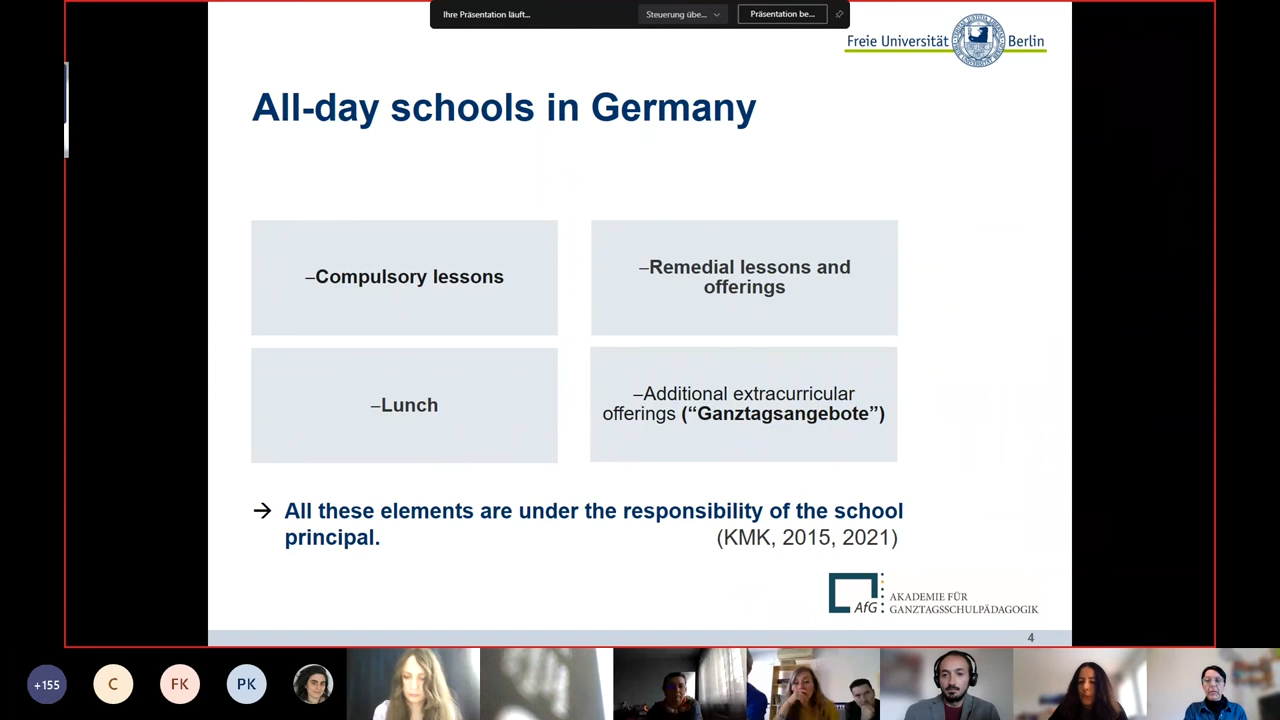 Ihre Präsentation läuft...
Steuerung übe...
Präsentation be...
Freie Universität Berlin
All-day schools in Germany
–Compulsory lessons
–Remedial lessons and
offerings
–Lunch
–Additional extracurricular
offerings (“Ganztagsangebote”)
→ All these elements are under the responsibility of the school
principal. (KMK, 2015, 2021)
AfG
AKADEMIE FÜR
GANZTAGSSCHULPÄDAGOGIK
4
+155
C
FK
PK